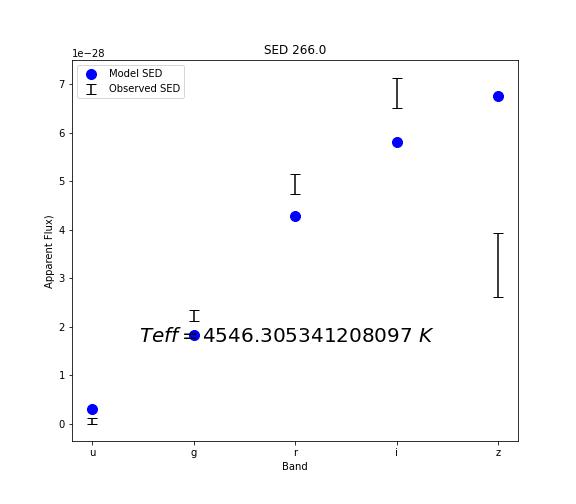 SED 266.0
1e−28
Model SED
Observed SED
7
6
5
4
3
2
1
0
Apparent Flux)
Teff = 4546.305341208097 K
u g r i z
Band